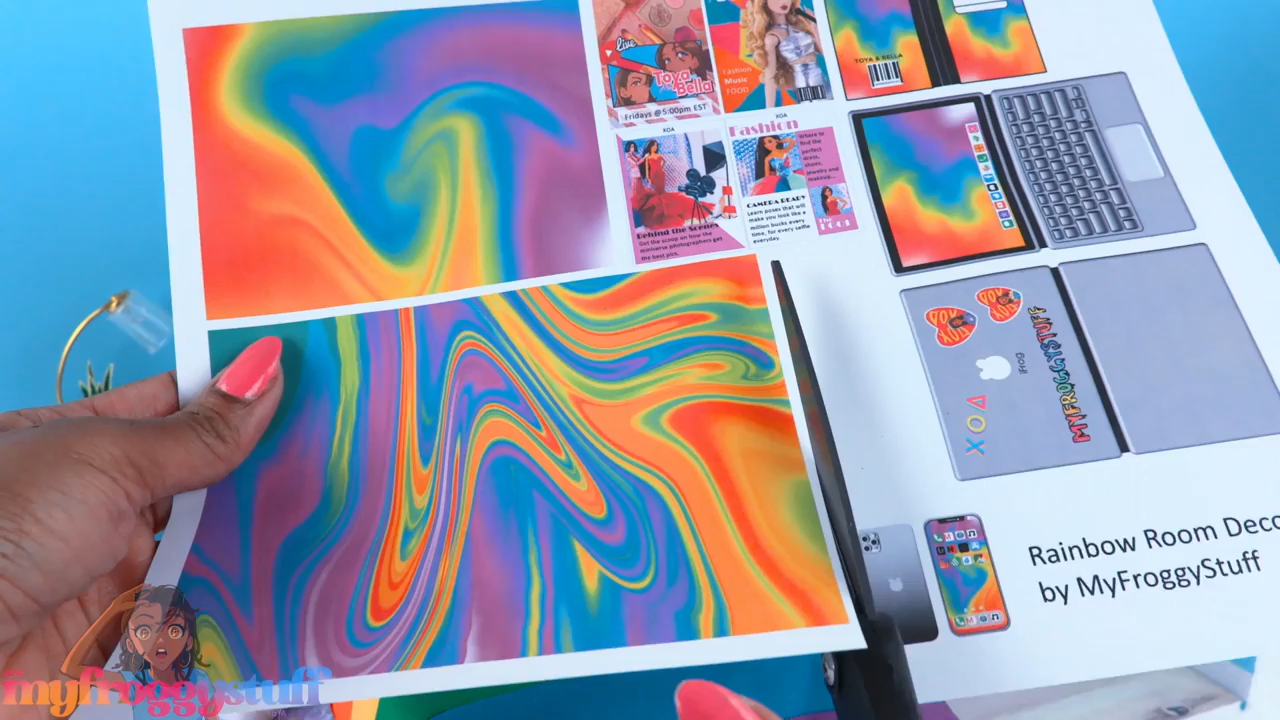 live
Toya
Bella
Fridays @5:00pm EST
Fashion
Music
FOOD
TOYA & BELLA
XOA
Behind the Scenes
Get the scoop on how the
miniverse photographers get
the best pics.
XOA
Fashion
Where to
find the
perfect
dress,
shoes,
jewelry and
makeup...
CAMERA READY
Learn poses that will
make you look like a
million bucks every
time, for every selfie
everyday.
The
LOOK
XOA
XOA
frog!
MYFROGGYSTUFF
XOA
Rainbow Room Deco
by MyFroggyStuff
myfroggystuff